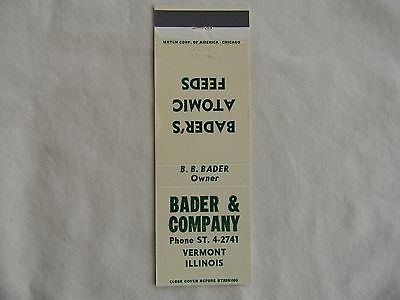 MATCH CORP. OF AMERICA - CHICAGO
BADER'S
ATOMIC
FEEDS
B. B. BADER
Owner
BADER &
COMPANY
Phone ST. 4-2741
VERMONT
ILLINOIS
CLOSE COVER BEFORE STRIKING